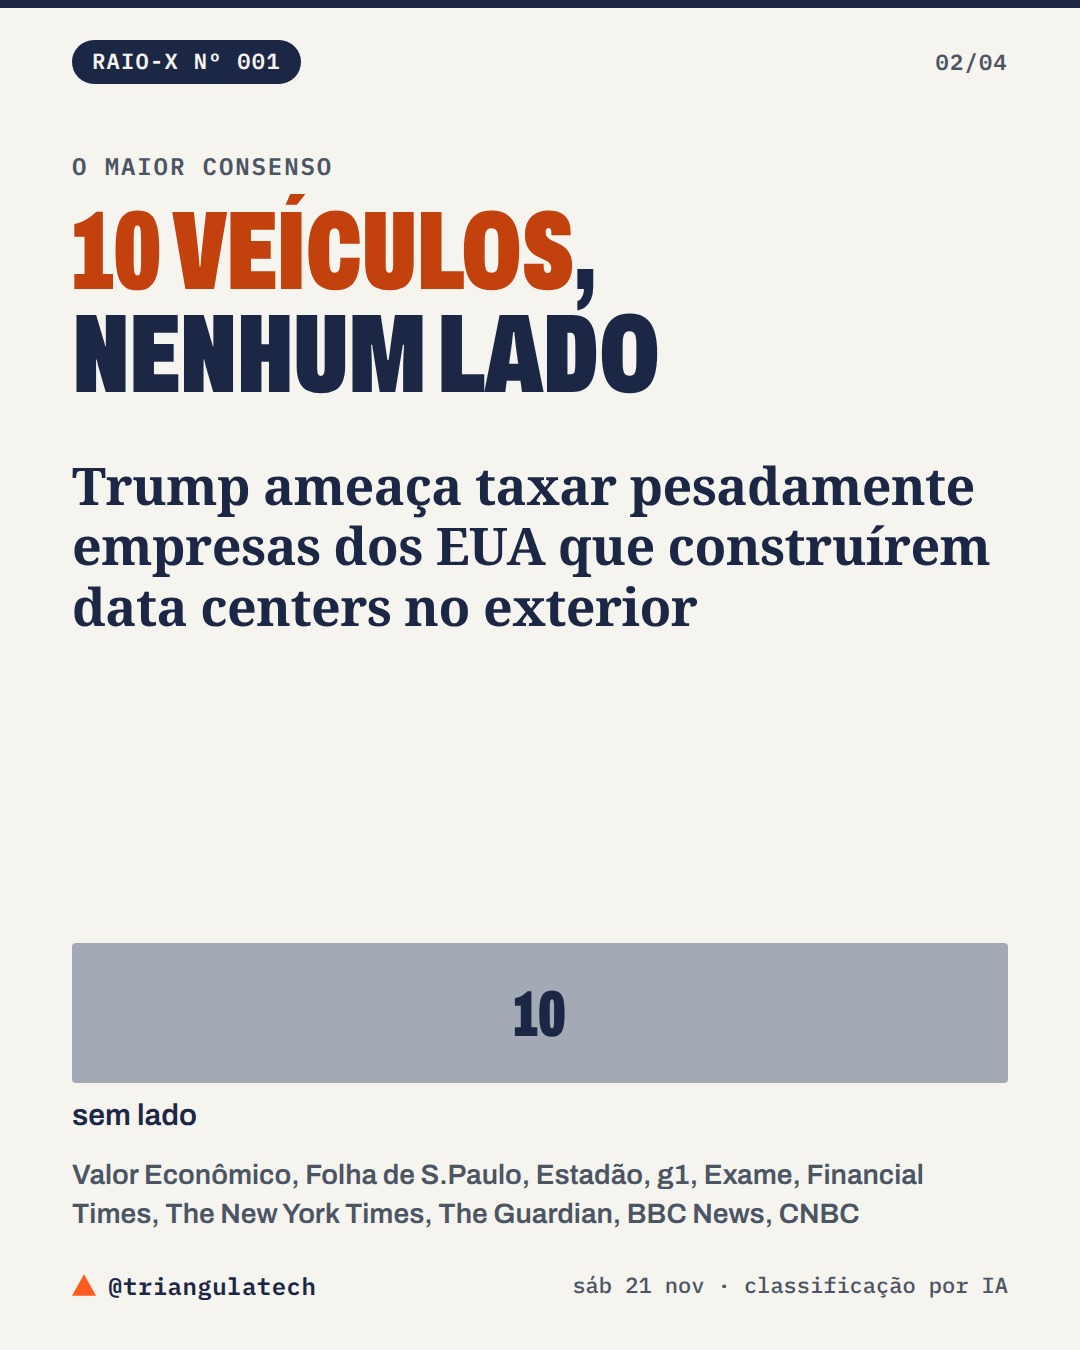 RAIO-X Nº 001
02/04
O MAIOR CONSENSO
10 VEÍCULOS,
NENHUM LADO
Trump ameaça taxar pesadamente
empresas dos EUA que construírem
data centers no exterior
10
sem lado
Valor Econômico, Folha de S.Paulo, Estadão, g1, Exame, Financial
Times, The New York Times, The Guardian, BBC News, CNBC
@triangulatech
sáb 21 nov · classificação por IA